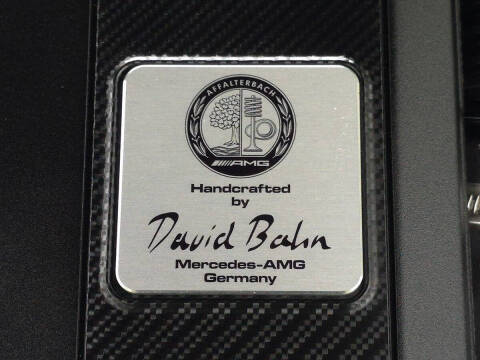 AFFALTERBACH
AMG
Handcrafted
by
David Bahn
Mercedes-AMG
Germany